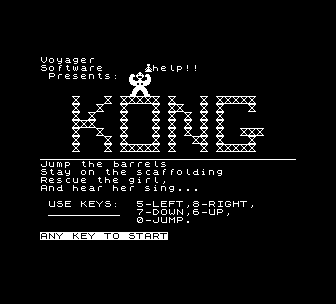 Voyager
Software help!!
Presents:
KONG
Jump the barrels
Stay on the scaffolding
Rescue the girl,
And hear her sing...
USE KEYS: 5-LEFT,8-RIGHT,
7-DOWN,6-UP,
0-JUMP.
ANY KEY TO START